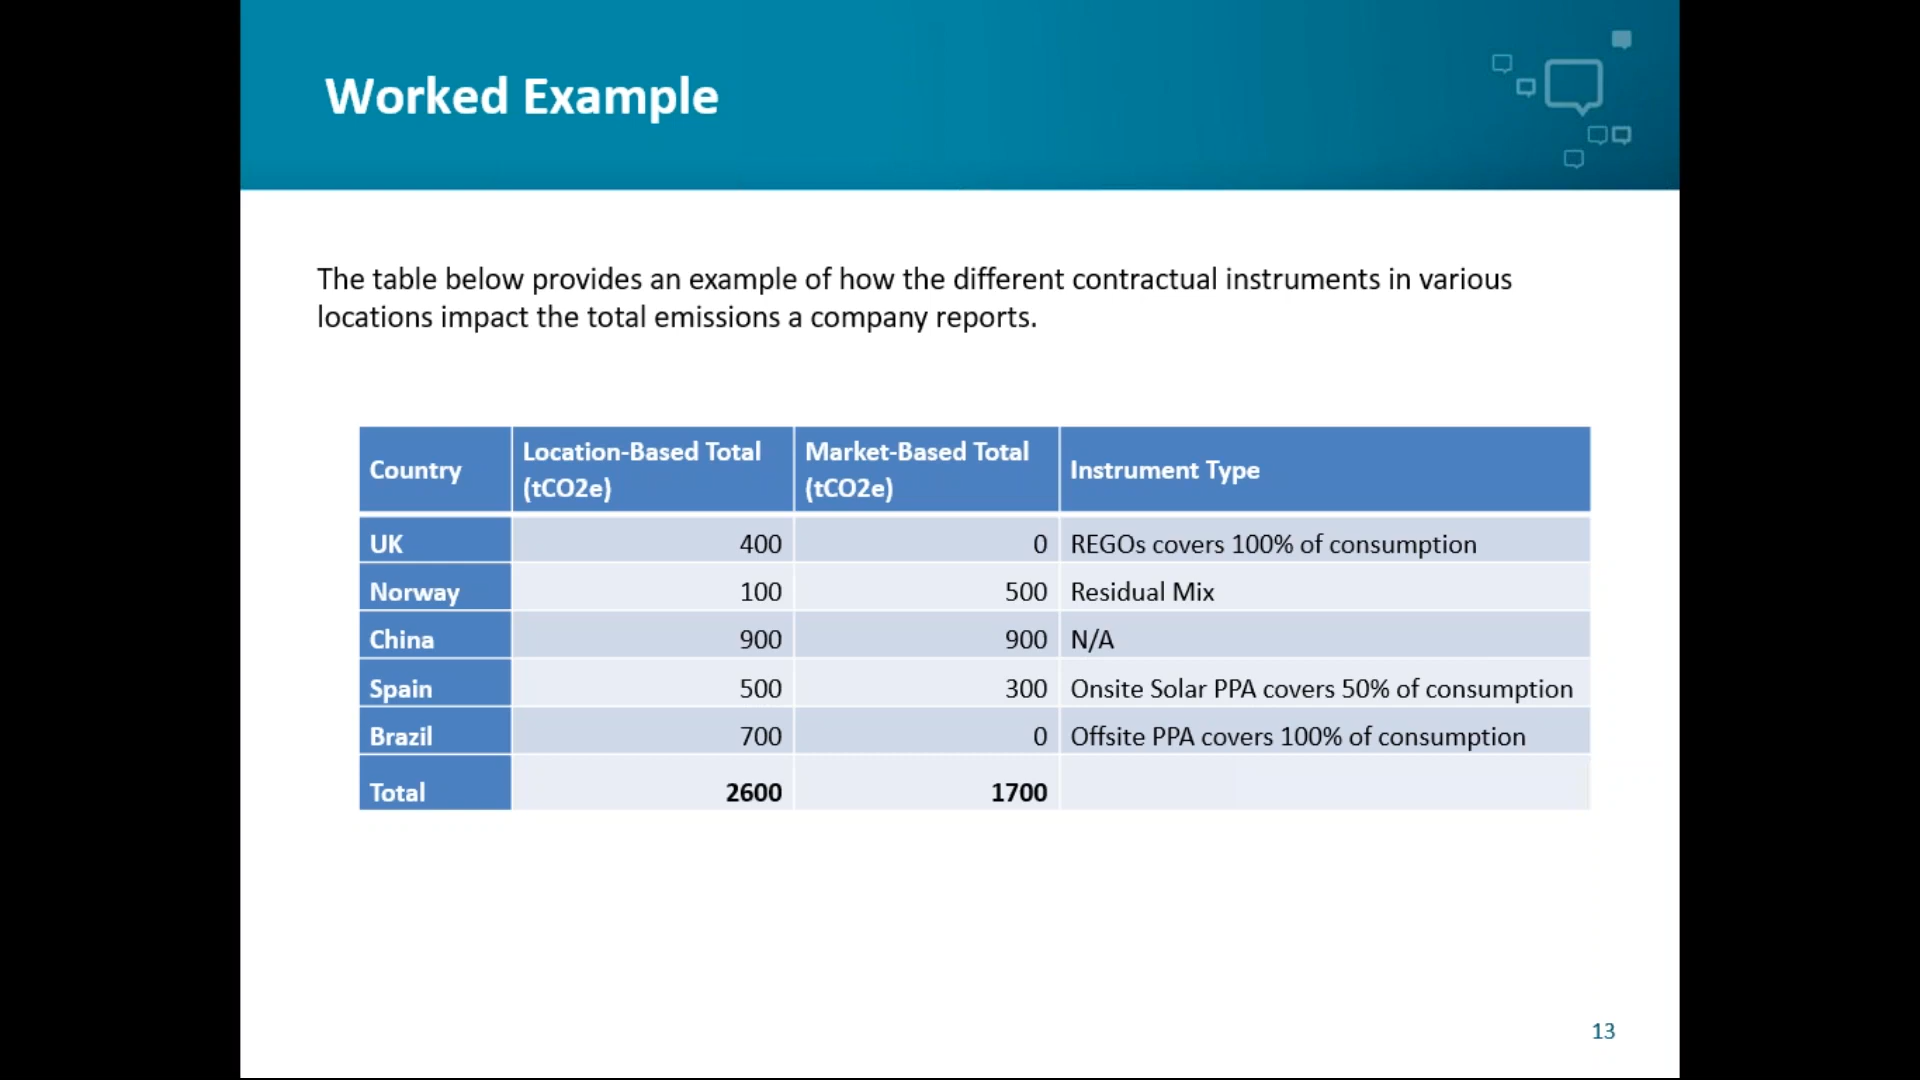 Worked Example
The table below provides an example of how the different contractual instruments in various
locations impact the total emissions a company reports.
Country Location-Based Total (tCO2e) Market-Based Total (tCO2e) Instrument Type
UK 400 0 REGOs covers 100% of consumption
Norway 100 500 Residual Mix
China 900 900 N/A
Spain 500 300 Onsite Solar PPA covers 50% of consumption
Brazil 700 0 Offsite PPA covers 100% of consumption
Total 2600 1700
13